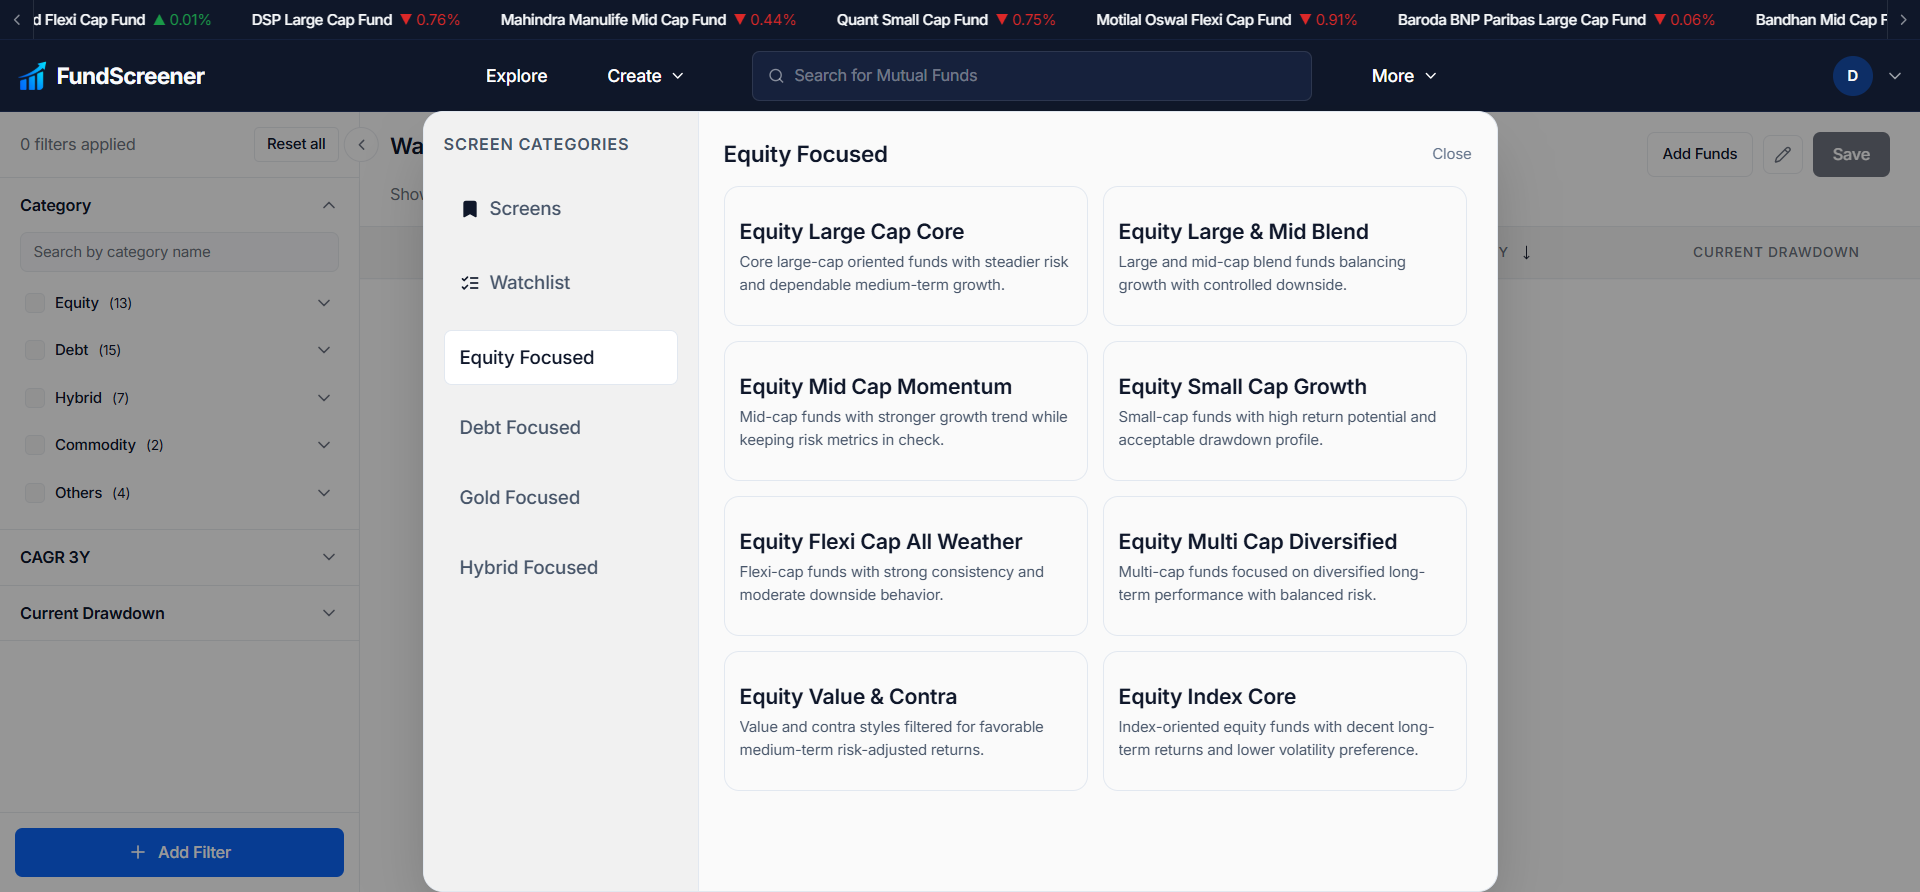 d Flexi Cap Fund ▲ 0.01% DSP Large Cap Fund ▼ 0.76% Mahindra Manulife Mid Cap Fund ▼ 0.44% Quant Small Cap Fund ▼ 0.75% Motilal Oswal Flexi Cap Fund ▼ 0.91% Baroda BNP Paribas Large Cap Fund ▼ 0.06% Bandhan Mid Cap F
FundScreener
Explore
Create
Search for Mutual Funds
More
D
0 filters applied
Reset all
Wa
Show
Add Funds
Save
Category
Search by category name
Equity (13)
Debt (15)
Hybrid (7)
Commodity (2)
Others (4)
CAGR 3Y
Current Drawdown
Add Filter
Y ↓
CURRENT DRAWDOWN
SCREEN CATEGORIES
Screens
Watchlist
Equity Focused
Debt Focused
Gold Focused
Hybrid Focused
Equity Focused
Close
Equity Large Cap Core
Core large-cap oriented funds with steadier risk
and dependable medium-term growth.
Equity Large & Mid Blend
Large and mid-cap blend funds balancing
growth with controlled downside.
Equity Mid Cap Momentum
Mid-cap funds with stronger growth trend while
keeping risk metrics in check.
Equity Small Cap Growth
Small-cap funds with high return potential and
acceptable drawdown profile.
Equity Flexi Cap All Weather
Flexi-cap funds with strong consistency and
moderate downside behavior.
Equity Multi Cap Diversified
Multi-cap funds focused on diversified long-
term performance with balanced risk.
Equity Value & Contra
Value and contra styles filtered for favorable
medium-term risk-adjusted returns.
Equity Index Core
Index-oriented equity funds with decent long-
term returns and lower volatility preference.